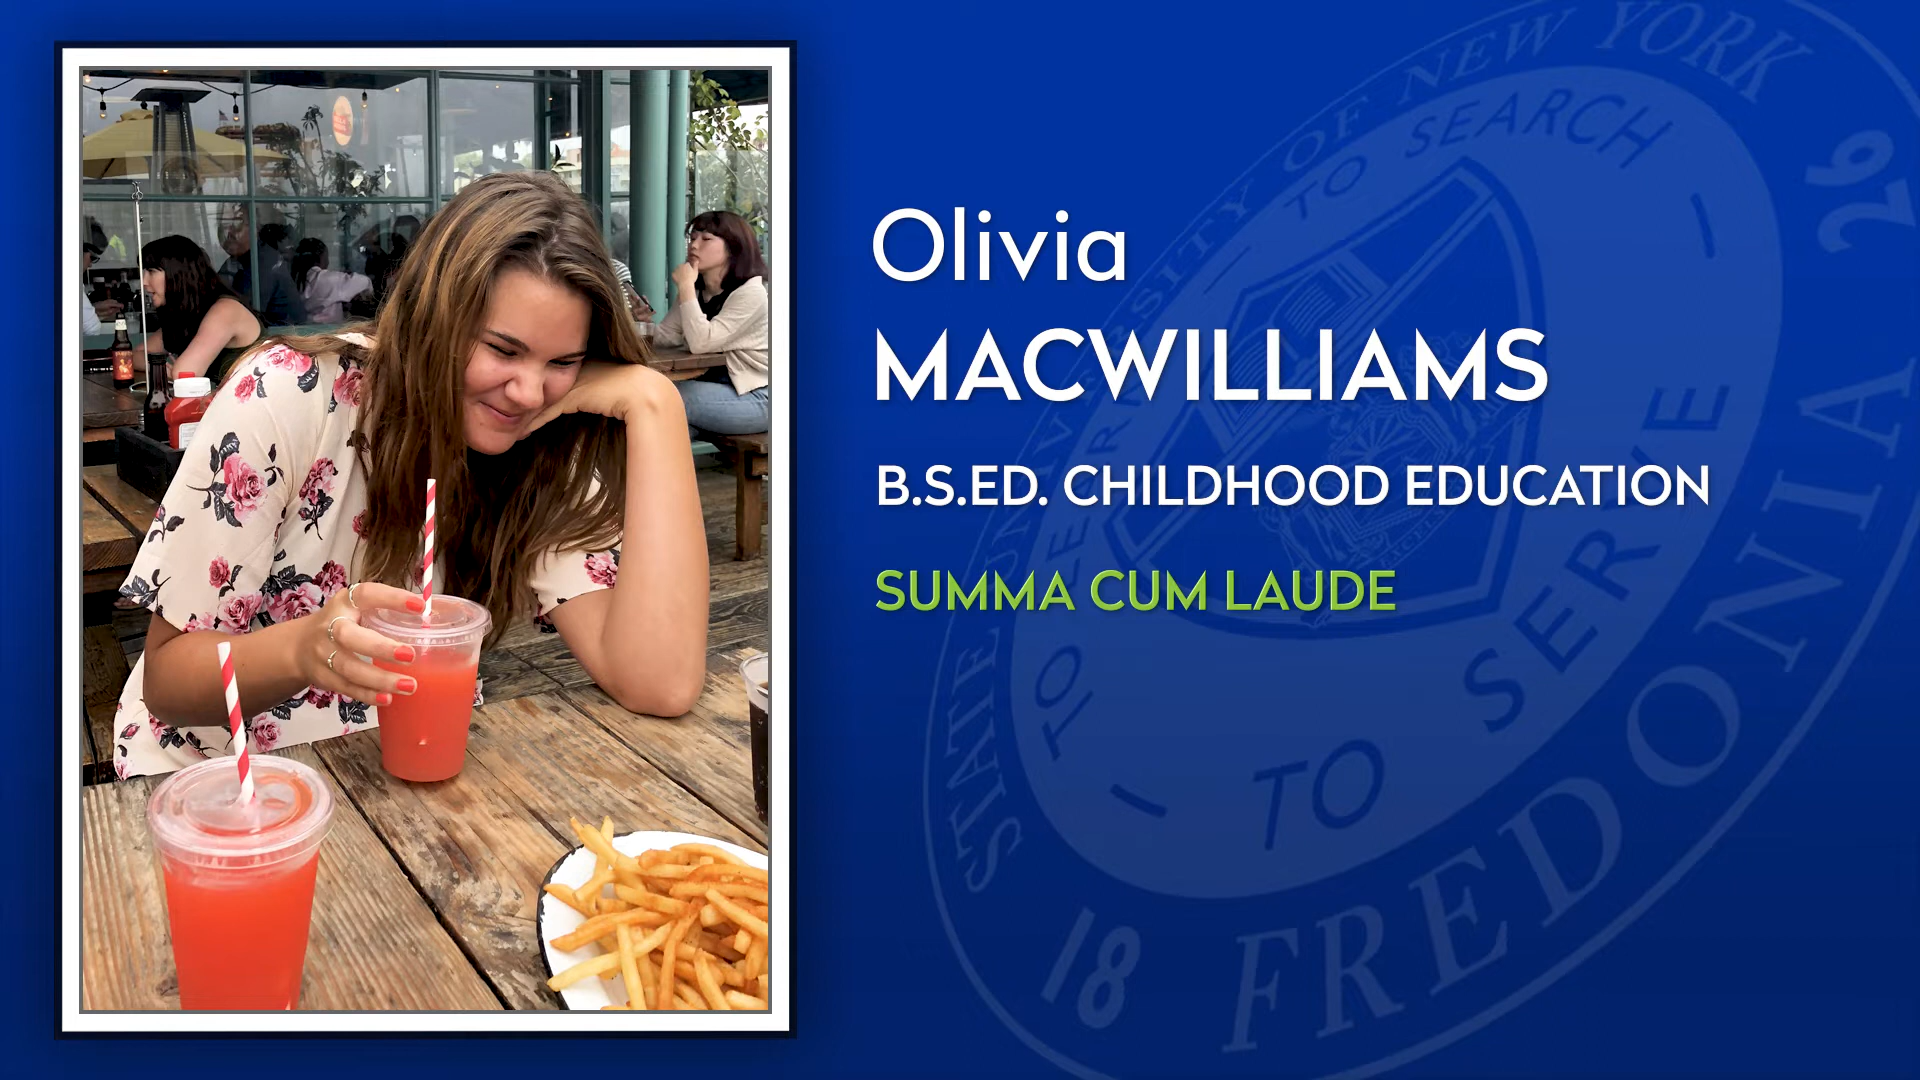 Olivia
MACWILLIAMS
B.S.ED. CHILDHOOD EDUCATION
SUMMA CUM LAUDE
STATE UNIVERSITY OF NEW YORK
TO SEARCH
TO SERVE
18 FREDONIA 26